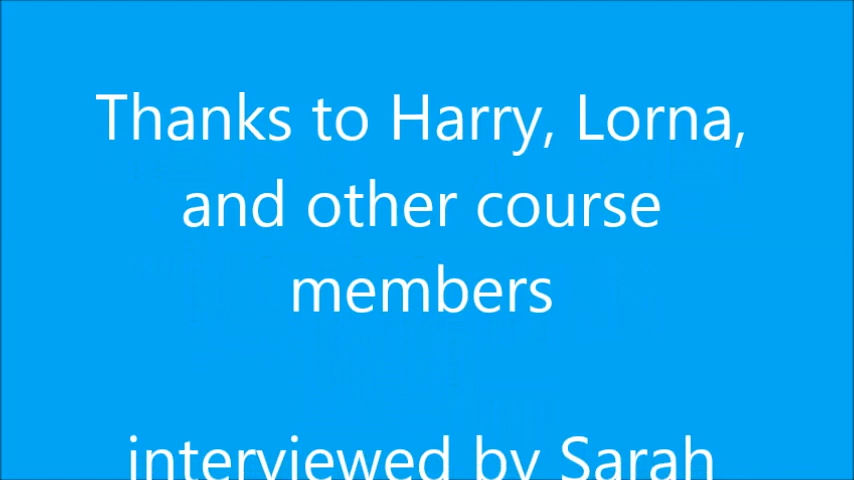 Thanks to Harry, Lorna,
and other course
members
interviewed by Sarah